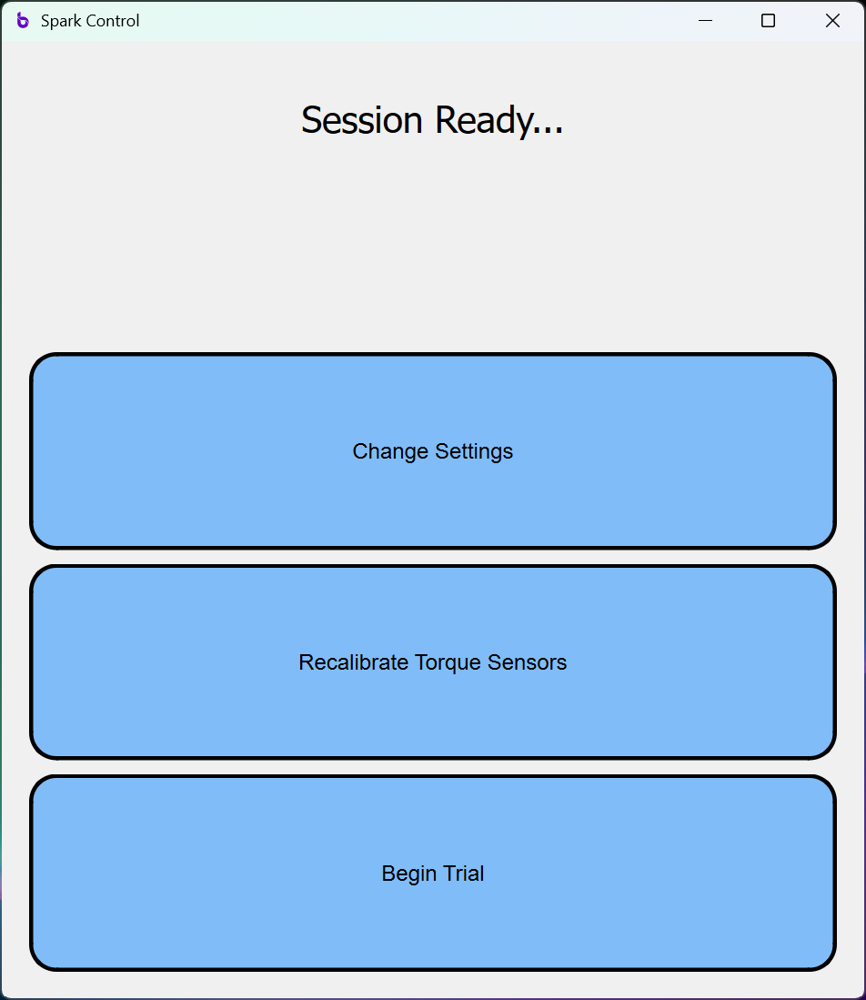 Spark Control
Session Ready...
Change Settings
Recalibrate Torque Sensors
Begin Trial